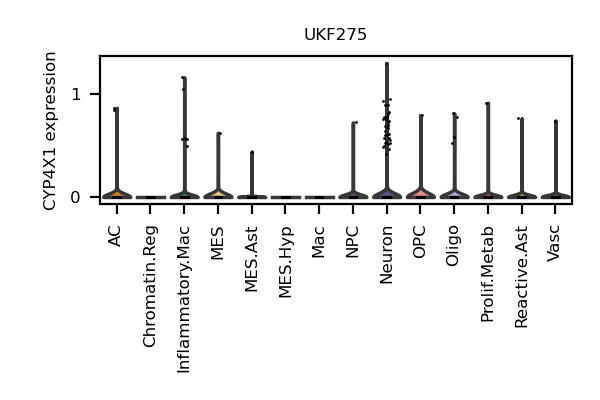 UKF275
CYP4X1 expression
1
0
AC
Chromatin.Reg
Inflammatory.Mac
MES
MES.Ast
MES.Hyp
Mac
NPC
Neuron
OPC
Oligo
Prolif.Metab
Reactive.Ast
Vasc